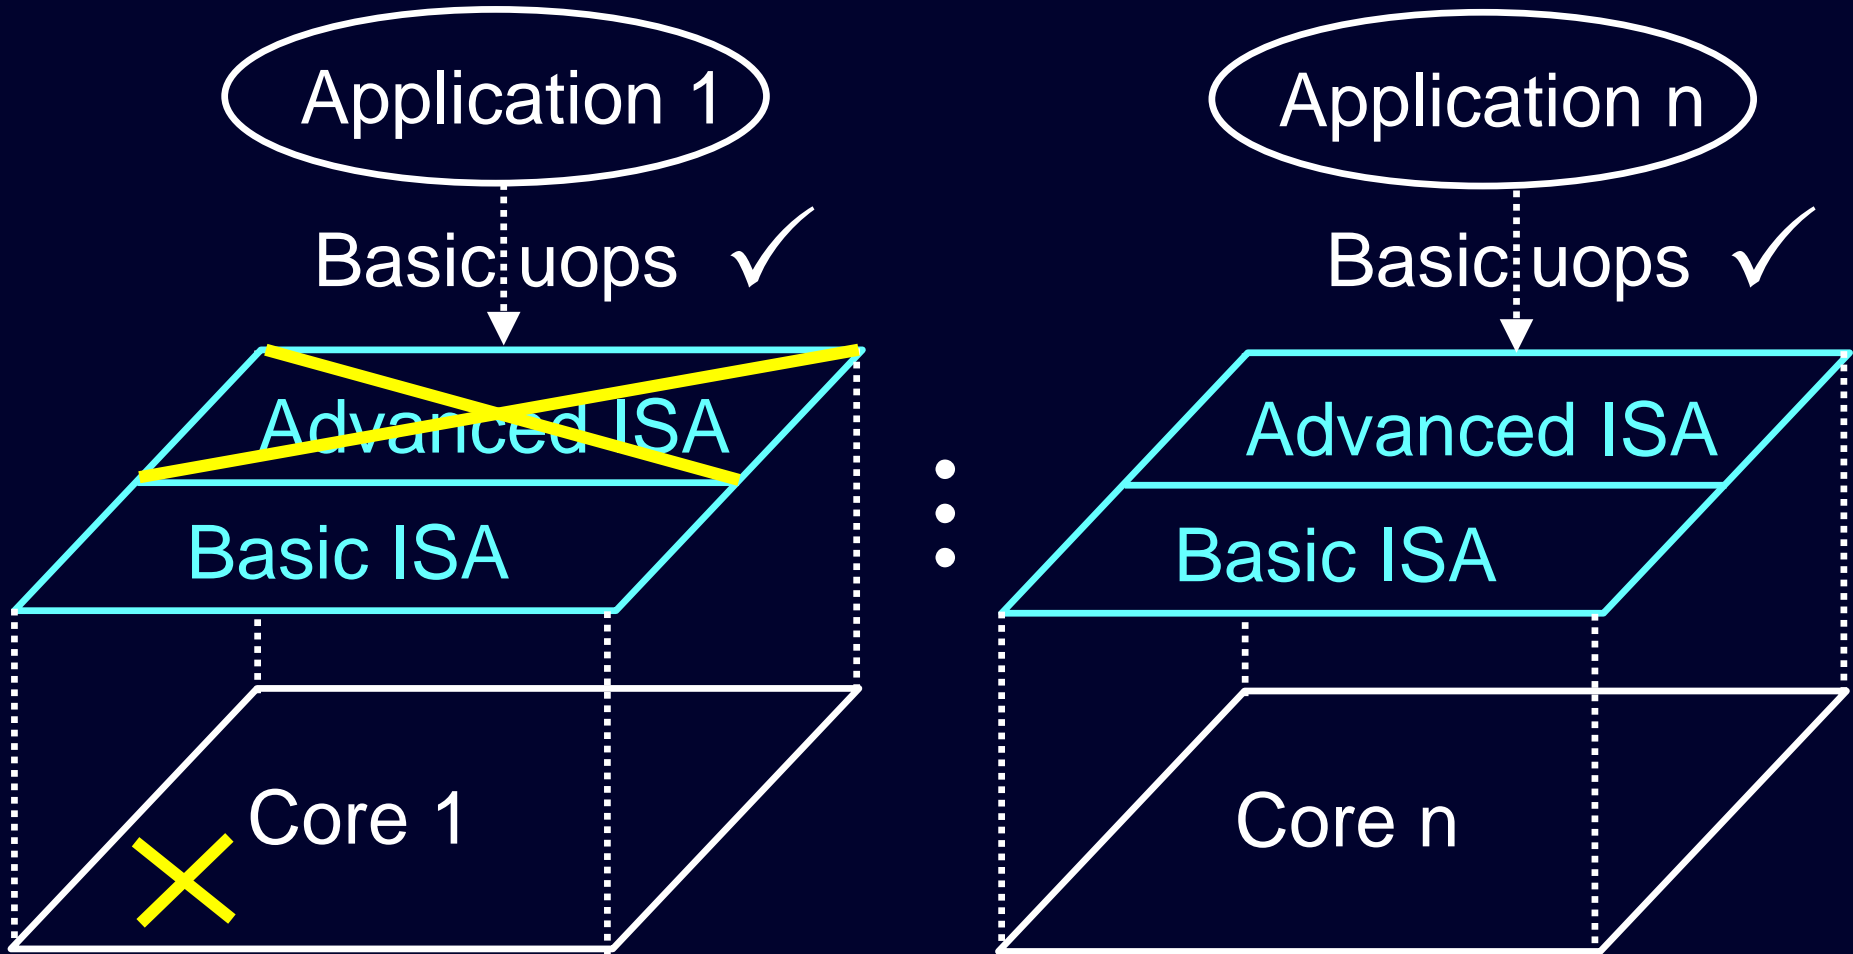 Application 1
Application n
Basic uops ✓
Basic uops ✓
Advanced ISA
Advanced ISA
Basic ISA
Basic ISA
Core 1
Core n